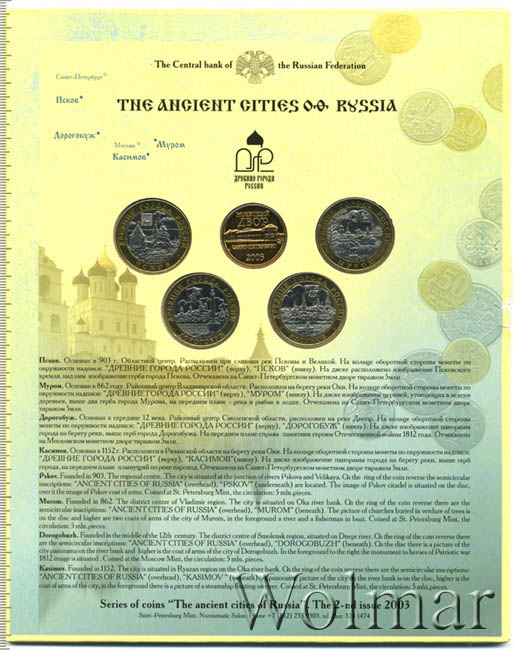 The Central bank of the Russian Federation
Санкт-Петербург
Псков
THE ANCIENT CITIES O.O. RUSSIA
Дорогобуж
Москва
Муром
Касимов
ДРЕВНИЕ ГОРОДА
РОССИИ
МОНЕТНЫЙ
ДВОР
САНКТ-ПЕТЕРБУРГ
2003
Псков. Основан в 903 г. Областной центр. Расположен при слиянии рек Псковы и Великой. На кольце оборотной стороны монеты по
окружности надписи: "ДРЕВНИЕ ГОРОДА РОССИИ" (вверху), "ПСКОВ" (внизу). На диске расположено изображение Псковского
кремля, над ним изображение герба города Пскова. Отчеканена на Санкт-Петербургском монетном дворе тиражом 5млн.
Муром. Основан в 862 году. Районный центр Владимирской области. Расположен на берегу реки Оки. На кольце оборотной стороны монеты
по окружности надписи: "ДРЕВНИЕ ГОРОДА РОССИИ" (вверху), "МУРОМ" (внизу). На диске изображены церквей, утопающих в зелени
деревьев, выше два герба города Мурома, на переднем плане - река и рыбак в лодке. Отчеканена на Санкт-Петербургском монетном дворе
тиражом 5млн.
Дорогобуж. Основан в середине 12 века. Районный центр Смоленской области, расположен на реке Днепр. На кольце оборотной стороны
монеты по окружности надписи: "ДРЕВНИЕ ГОРОДА РОССИИ" (вверху), "ДОРОГОБУЖ" (внизу). На диске изображение панорамы
города на берегу реки, выше герб города Дорогобужа. На переднем плане справа памятник героям Отечественной войны 1812 года. Отчеканена
на Московском монетном дворе тиражом 5млн.
Касимов. Основан в 1152 г. Расположен в Рязанской области на берегу реки Оки. На кольце оборотной стороны монеты по окружности надписи:
"ДРЕВНИЕ ГОРОДА РОССИИ" (вверху), "КАСИМОВ" (внизу). На диске изображение панорамы города на берегу реки, выше герб
города, на переднем плане плывущий по реке пароход. Отчеканена на Санкт-Петербургском монетном дворе тиражом 5млн.
Pskov. Founded in 903. The regional centre. The city is situated at the junction of rivers Pskova and Velikaya. On the ring of the coin reverse the
semicircular inscriptions: "ANCIENT CITIES OF RUSSIA" (overhead), "PSKOV" (underneath) are located. The image of Pskov citadel is situated on the disc,
over it the image of Pskov coat of arms. Coined at St. Petersburg Mint, the circulation: 5 mln. pieces.
Murom. Founded in 862. The district centre of Vladimir region. The city is situated on Oka river bank. On the ring of the coin reverse there are
the semicircular inscriptions: "ANCIENT CITIES OF RUSSIA" (overhead), "MUROM" (beneath). The picture of churches buried in verdure of trees is
on the disc and higher are two coats of arms of the city of Murom, in the foreground a river and a fisherman in boat. Coined at St. Petersburg Mint, the
circulation: 5 mln. pieces.
Dorogobuzh. Founded in the middle of the 12th. century. The district centre of Smolensk region, situated on Dnepr river. On the ring of the coin reverse there
are semicircular inscriptions: "ANCIENT CITIES OF RUSSIA" (overhead), "DOROGOBUZH" (beneath). On the disc there is a picture of the
city panorama on the river bank and higher is the coat of arms of the city of Dorogobuzh. In the foreground to the right the monument to heroes of Patriotic war
1812 image is situated. Coined at Moscow Mint, the circulation: 5 mln. pieces.
Kasimov. Founded in 1152. The city is situated in Ryazan region on the Oka river bank. On the ring of the coin reverse there are the semicircular inscriptions:
"ANCIENT CITIES OF RUSSIA" (overhead), "KASIMOV" (beneath). A panoramic picture of the city on the river bank is on the disc, higher is the
coat of arms of the city, in the foreground there is a picture of a steamship floating on the river. Coined at St. Petersburg Mint, the circulation: 5 mln. pieces.
Series of coins "The ancient cities of Russia". The 2-nd issue 2003
Saint-Petersburg Mint. Numismatic Salon. Phone +7 (812)
Wolmar